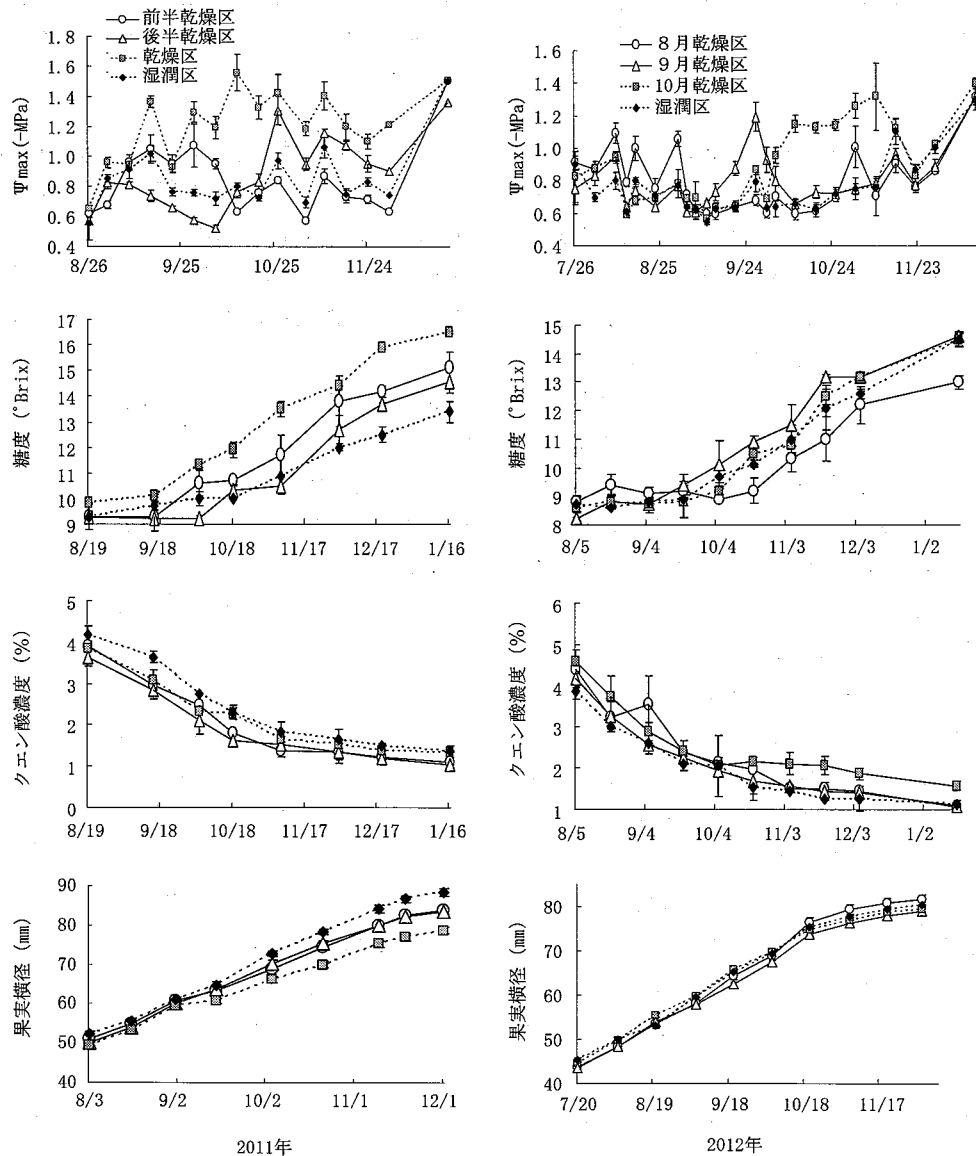 前半乾燥区
後半乾燥区
乾燥区
湿潤区
Ψmax(-MPa)
1.8
1.6
1.4
1.2
1.0
0.8
0.6
0.4
8/26 9/25 10/25 11/24
8月乾燥区
9月乾燥区
10月乾燥区
湿潤区
Ψmax(-MPa)
1.6
1.4
1.2
1.0
0.8
0.6
0.4
7/26 8/25 9/24 10/24 11/23
糖度 (°Brix)
17
16
15
14
13
12
11
10
9
8/19 9/18 10/18 11/17 12/17 1/16
糖度 (°Brix)
15
14
13
12
11
10
9
8
8/5 9/4 10/4 11/3 12/3 1/2
クエン酸濃度 (%)
5
4
3
2
1
0
8/19 9/18 10/18 11/17 12/17 1/16
クエン酸濃度 (%)
6
5
4
3
2
1
8/5 9/4 10/4 11/3 12/3 1/2
果実横径 (mm)
90
80
70
60
50
40
8/3 9/2 10/2 11/1 12/1
果実横径 (mm)
90
80
70
60
50
40
7/20 8/19 9/18 10/18 11/17
2011年
2012年